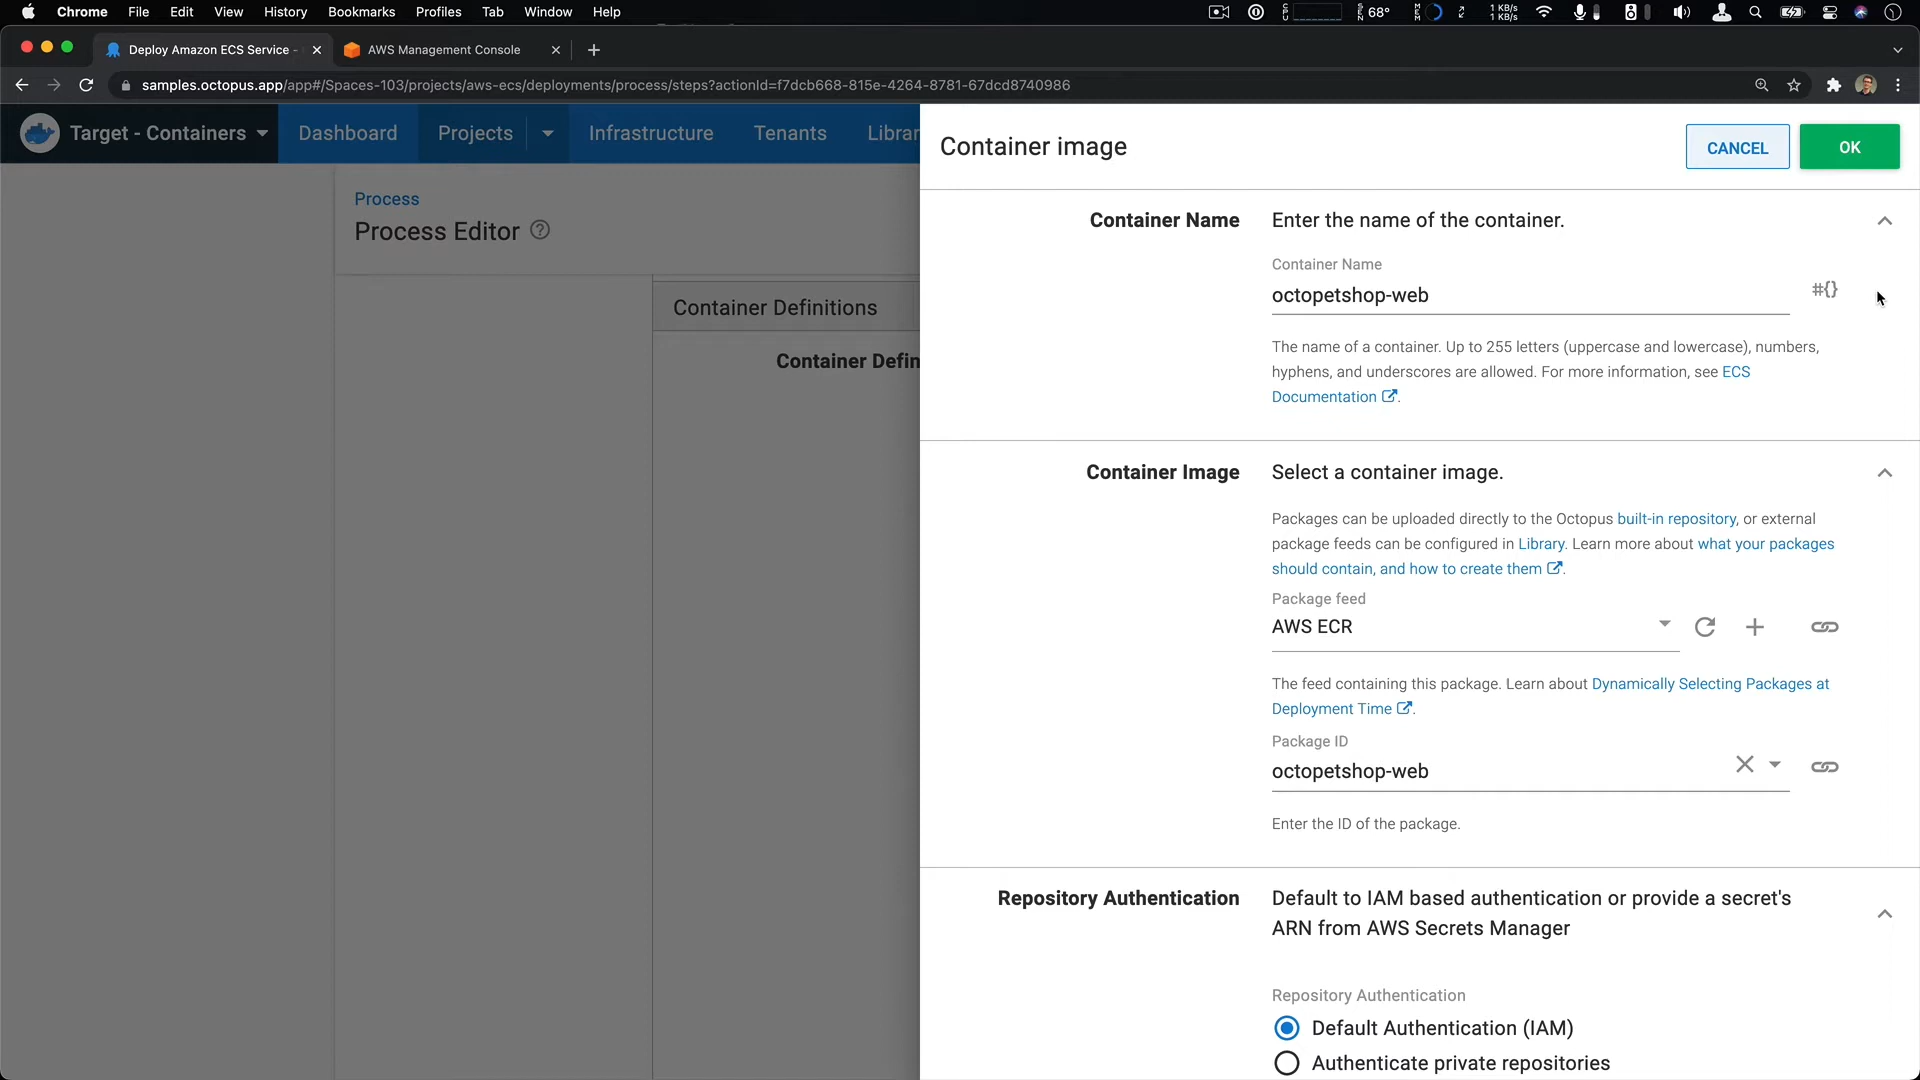 Chrome File Edit View History Bookmarks Profiles Tab Window Help
CPU SEN 68° MEM 1 KB/s 1 KB/s
Deploy Amazon ECS Service -
AWS Management Console
samples.octopus.app/app#/Spaces-103/projects/aws-ecs/deployments/process/steps?actionId=f7dcb668-815e-4264-8781-67dcd8740986
Target - Containers Dashboard Projects Infrastructure Tenants Librar
Process
Process Editor ?
Container Definitions
Container Defin
Container image
CANCEL OK
Container Name Enter the name of the container.
Container Name
octopetshop-web #{}
The name of a container. Up to 255 letters (uppercase and lowercase), numbers,
hyphens, and underscores are allowed. For more information, see ECS
Documentation.
Container Image Select a container image.
Packages can be uploaded directly to the Octopus built-in repository, or external
package feeds can be configured in Library. Learn more about what your packages
should contain, and how to create them.
Package feed
AWS ECR
The feed containing this package. Learn about Dynamically Selecting Packages at
Deployment Time.
Package ID
octopetshop-web
Enter the ID of the package.
Repository Authentication Default to IAM based authentication or provide a secret's
ARN from AWS Secrets Manager
Repository Authentication
Default Authentication (IAM)
Authenticate private repositories